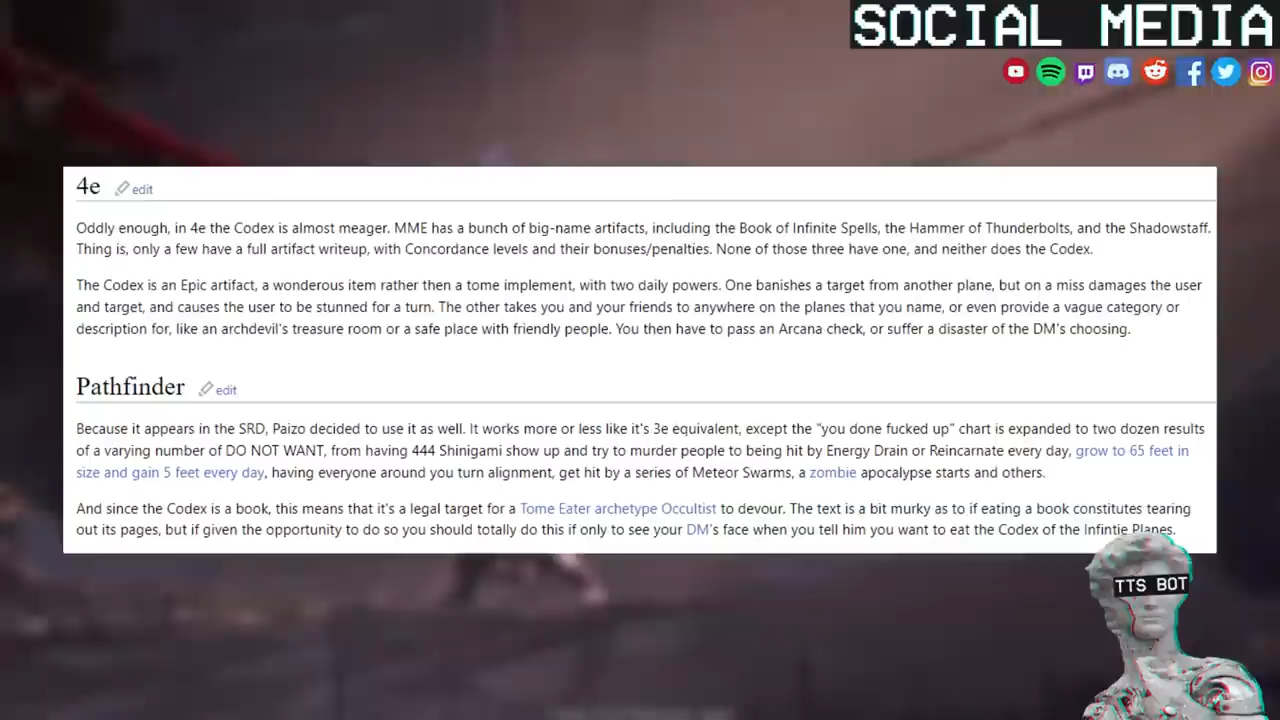 SOCIAL MEDIA
4e edit
Oddly enough, in 4e the Codex is almost meager. MME has a bunch of big-name artifacts, including the Book of Infinite Spells, the Hammer of Thunderbolts, and the Shadowstaff.
Thing is, only a few have a full artifact writeup, with Concordance levels and their bonuses/penalties. None of those three have one, and neither does the Codex.
The Codex is an Epic artifact, a wonderous item rather then a tome implement, with two daily powers. One banishes a target from another plane, but on a miss damages the user
and target, and causes the user to be stunned for a turn. The other takes you and your friends to anywhere on the planes that you name, or even provide a vague category or
description for, like an archdevil's treasure room or a safe place with friendly people. You then have to pass an Arcana check, or suffer a disaster of the DM's choosing.
Pathfinder edit
Because it appears in the SRD, Paizo decided to use it as well. It works more or less like it's 3e equivalent, except the "you done fucked up" chart is expanded to two dozen results
of a varying number of DO NOT WANT, from having 444 Shinigami show up and try to murder people to being hit by Energy Drain or Reincarnate every day, grow to 65 feet in
size and gain 5 feet every day, having everyone around you turn alignment, get hit by a series of Meteor Swarms, a zombie apocalypse starts and others.
And since the Codex is a book, this means that it's a legal target for a Tome Eater archetype Occultist to devour. The text is a bit murky as to if eating a book constitutes tearing
out its pages, but if given the opportunity to do so you should totally do this if only to see your DM's face when you tell him you want to eat the Codex of the Infintie Planes.
TTS BOT